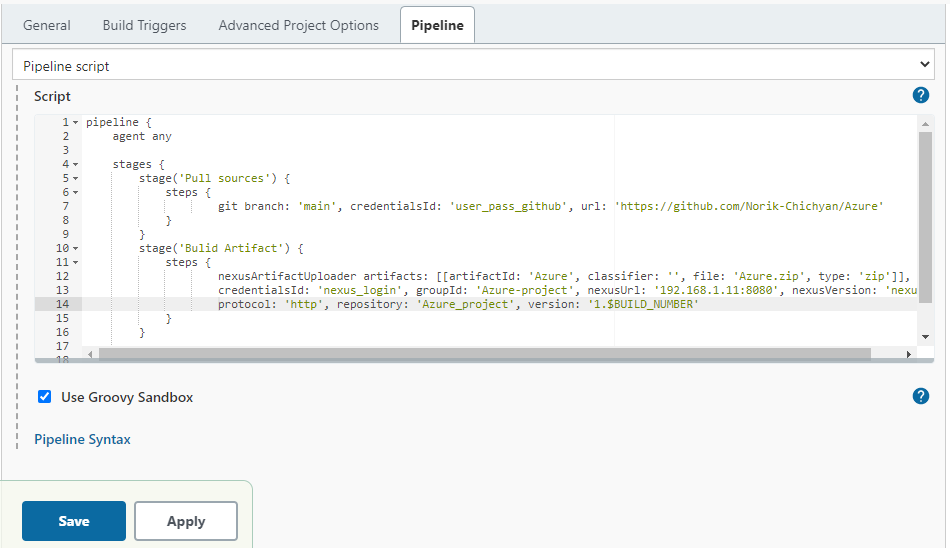 General Build Triggers Advanced Project Options Pipeline
Pipeline script
Script
1 pipeline {
2 agent any
3
4 stages {
5 stage('Pull sources') {
6 steps {
7 git branch: 'main', credentialsId: 'user_pass_github', url: 'https://github.com/Norik-Chichyan/Azure'
8 }
9 }
10 stage('Bulid Artifact') {
11 steps {
12 nexusArtifactUploader artifacts: [[artifactId: 'Azure', classifier: '', file: 'Azure.zip', type: 'zip']],
13 credentialsId: 'nexus_login', groupId: 'Azure-project', nexusUrl: '192.168.1.11:8080', nexusVersion: 'nexu
14 protocol: 'http', repository: 'Azure_project', version: '1.$BUILD_NUMBER'
15 }
16 }
17
18
Use Groovy Sandbox
Pipeline Syntax
Save Apply